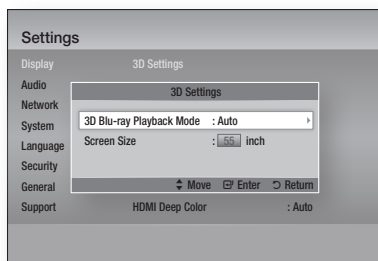 Settings
Display 3D Settings
Audio
3D Settings
Network
3D Blu-ray Playback Mode : Auto
System
Screen Size : 55 inch
Language
Security
General
Move Enter Return
Support HDMI Deep Color : Auto